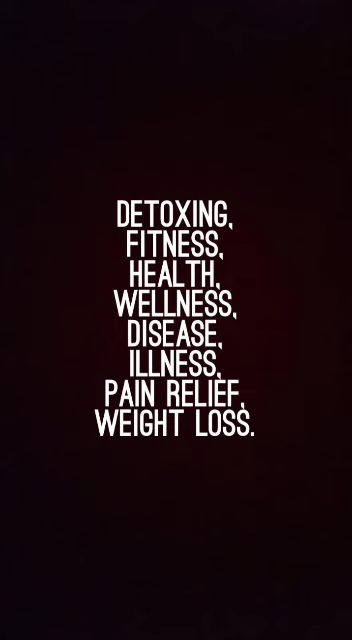 DETOXING,
FITNESS,
HEALTH,
WELLNESS,
DISEASE,
ILLNESS,
PAIN RELIEF,
WEIGHT LOSS.